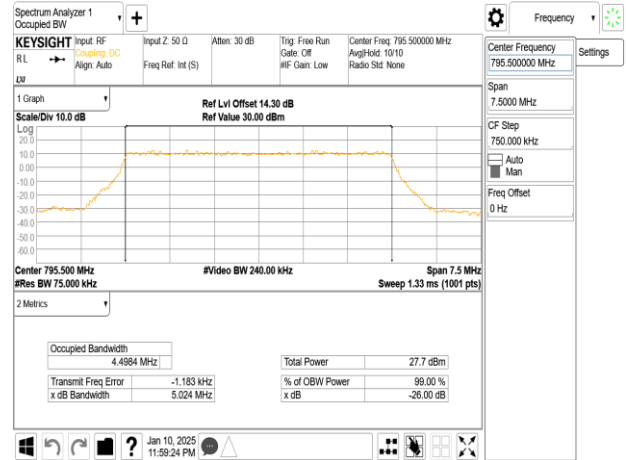 Spectrum Analyzer 1
Occupied BW
Frequency
KEYSIGHT
Input: RF
Input Z: 50 Ω
Atten: 30 dB
Trig: Free Run
Center Freq: 795.500000 MHz
RL
Coupling: DC
Gate: Off
Avg|Hold: 10/10
Align: Auto
Freq Ref: Int (S)
#IF Gain: Low
Radio Std: None
LXI
Center Frequency
795.500000 MHz
Settings
Span
7.5000 MHz
CF Step
750.000 kHz
Auto
Man
Freq Offset
0 Hz
1 Graph
Ref Lvl Offset 14.30 dB
Scale/Div 10.0 dB
Ref Value 30.00 dBm
Log
20.0
10.0
0.00
-10.0
-20.0
-30.0
-40.0
-50.0
-60.0
Center 795.500 MHz
#Video BW 240.00 kHz
Span 7.5 MHz
#Res BW 75.000 kHz
Sweep 1.33 ms (1001 pts)
2 Metrics
Occupied Bandwidth
4.4984 MHz
Total Power
27.7 dBm
Transmit Freq Error
-1.183 kHz
% of OBW Power
99.00 %
x dB Bandwidth
5.024 MHz
x dB
-26.00 dB
?
Jan 10, 2025
11:59:24 PM